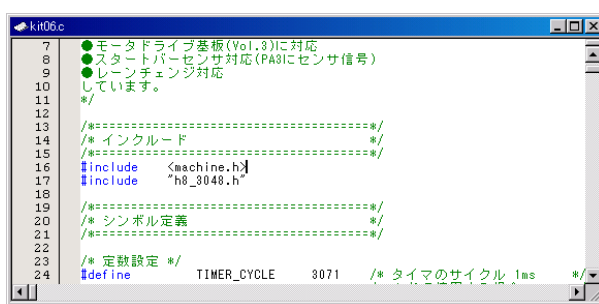 kit06.c
7 ●モータドライブ基板(Vol.3)に対応
8 ●スタートバーセンサ対応(PA3にセンサ信号)
9 ●レーンチェンジ対応
10 しています。
11 */
12
13 /*======================================*/
14 /* インクルード */
15 /*======================================*/
16 #include <machine.h>
17 #include "h8_3048.h"
18
19 /*======================================*/
20 /* シンボル定義 */
21 /*======================================*/
22
23 /* 定数設定 */
24 #define TIMER_CYCLE 3071 /* タイマのサイクル 1ms */